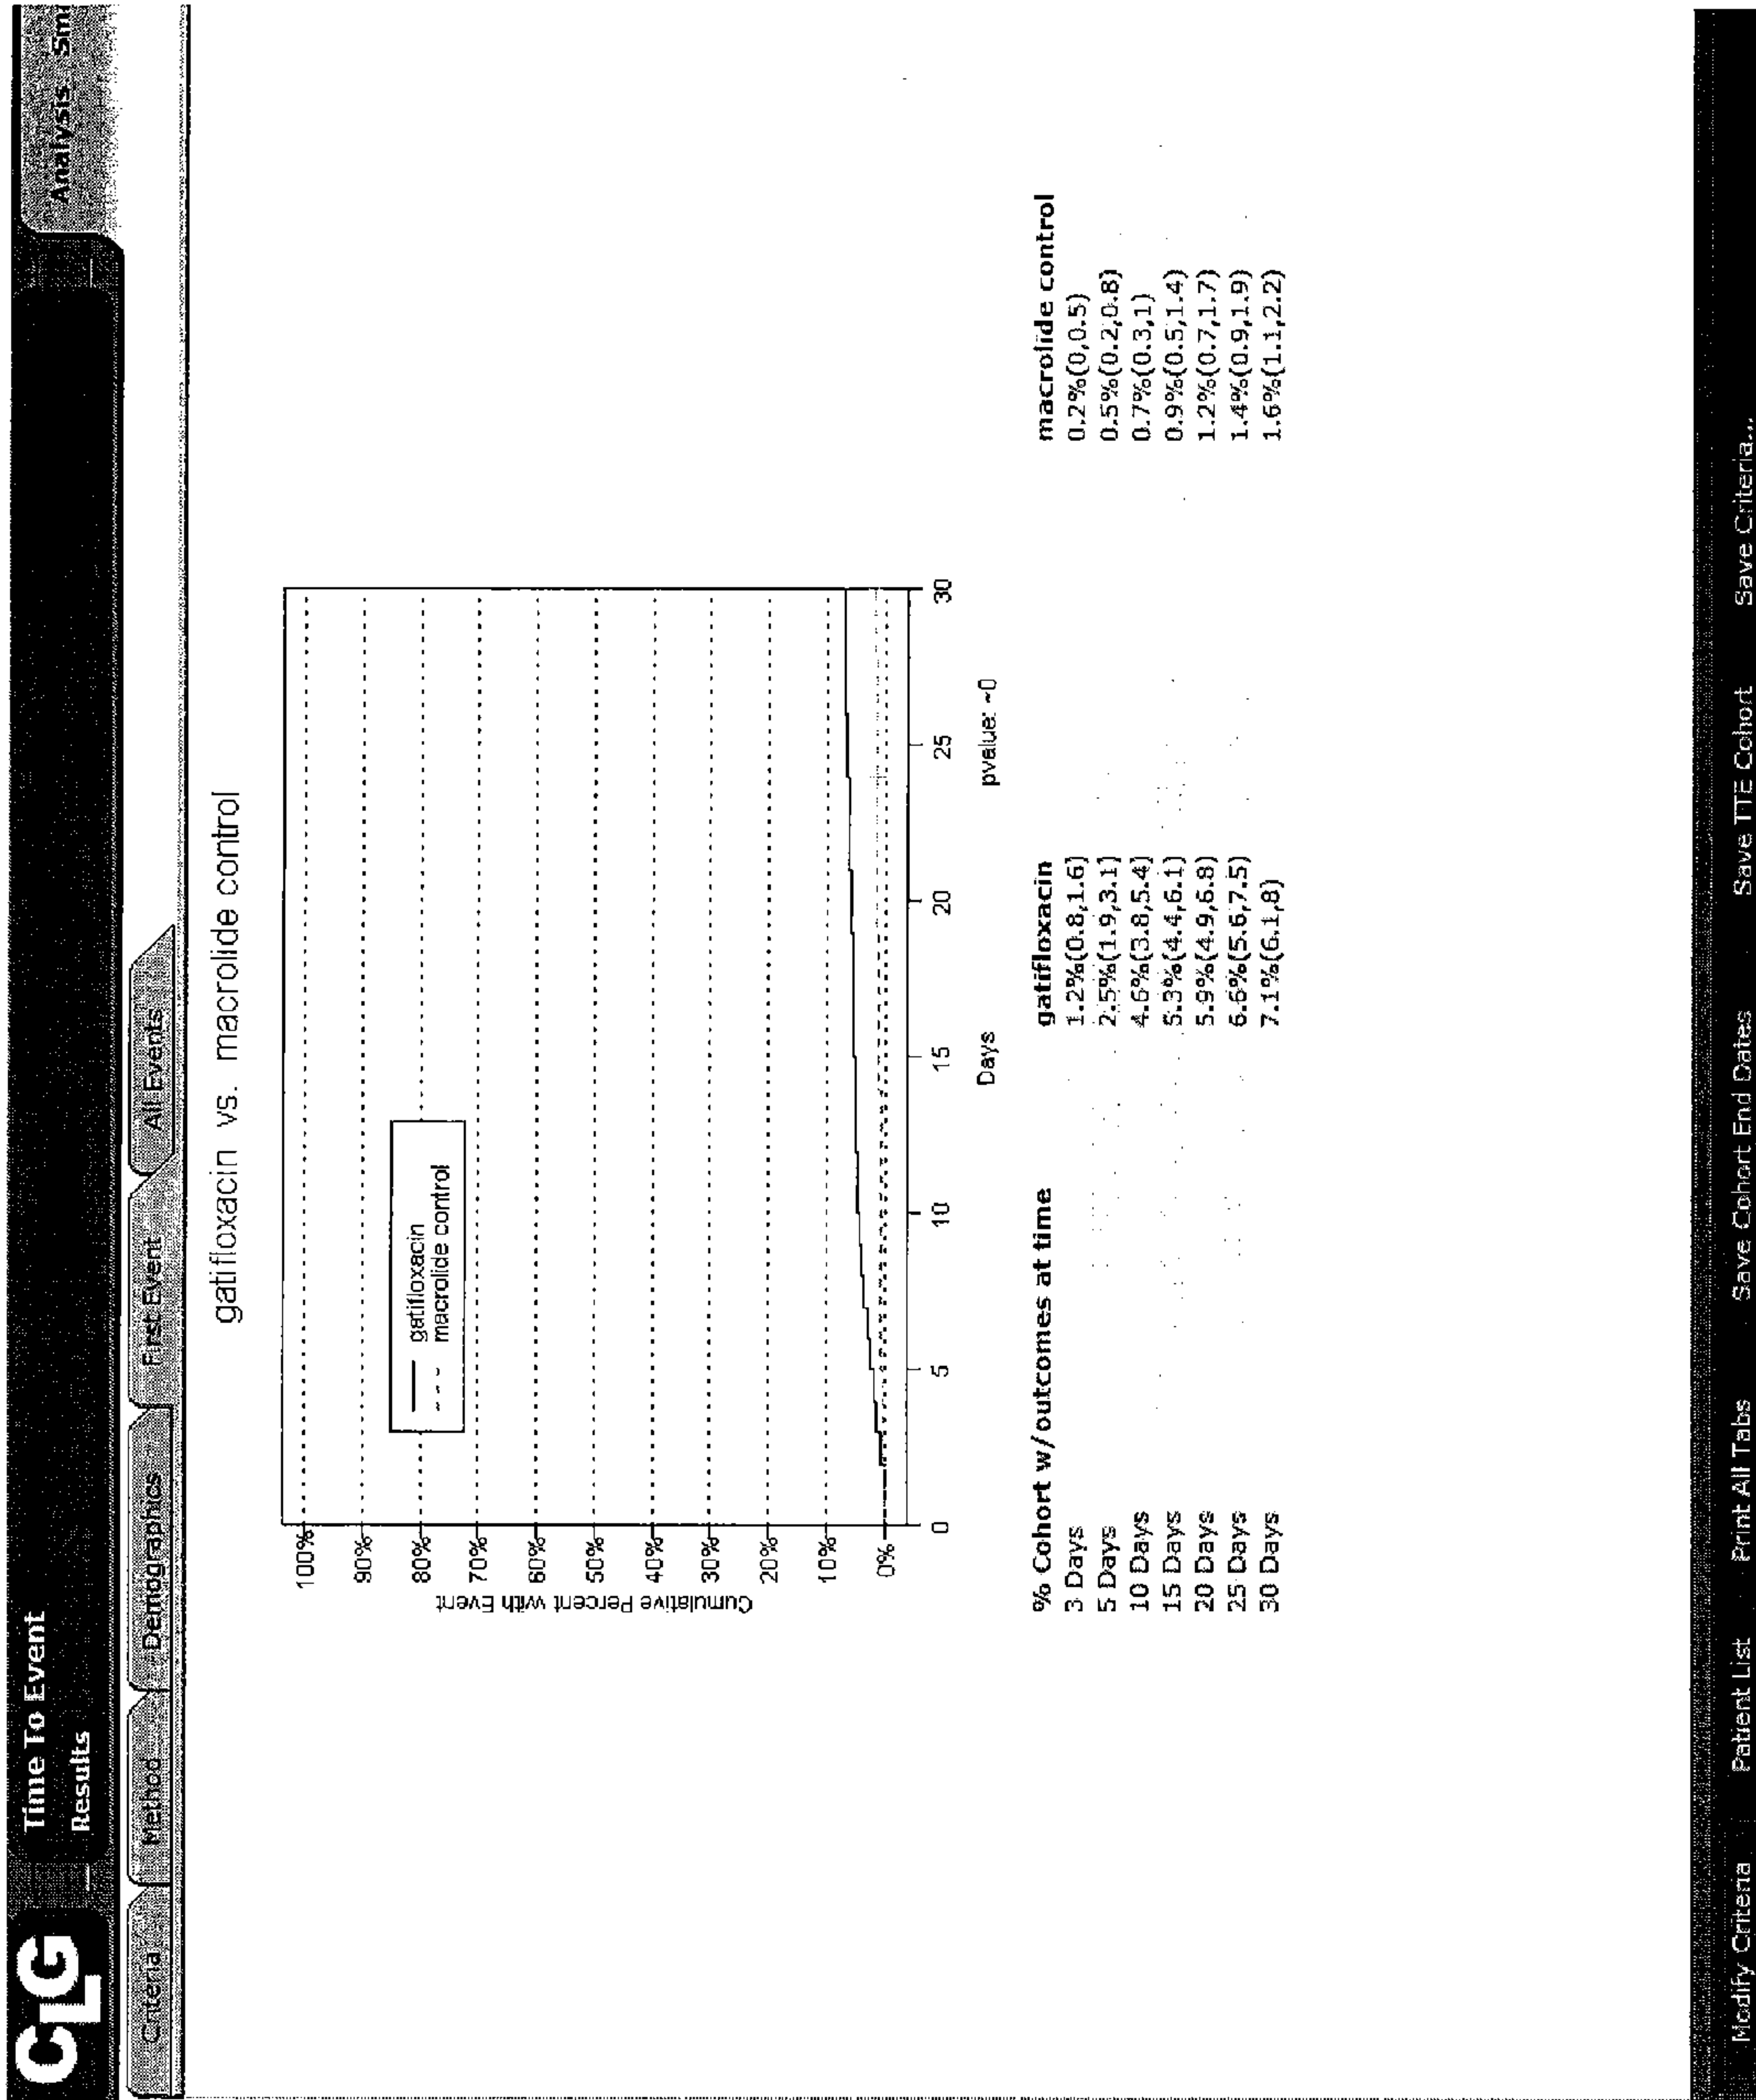 CLG
Time To Event
Results
Analysis Sm
Criteria
Method
Demographics
First Event
All Events
gatifloxacin vs. macrolide control
Cumulative Percent with Event
100%
90%
80%
70%
60%
50%
40%
30%
20%
10%
0%
gatifloxacin
macrolide control
0 5 10 15 20 25 30
Days
pvalue: ~0
% Cohort w/outcomes at time gatifloxacin macrolide control
3 Days 1.2%(0.8,1.6) 0.2%(0,0.5)
5 Days 2.5%(1.9,3.1) 0.5%(0.2,0.8)
10 Days 4.6%(3.8,5.4) 0.7%(0.3,1)
15 Days 5.3%(4.4,6.1) 0.9%(0.5,1.4)
20 Days 5.9%(4.9,6.8) 1.2%(0.7,1.7)
25 Days 6.6%(5.6,7.5) 1.4%(0.9,1.9)
30 Days 7.1%(6.1,8) 1.6%(1.1,2.2)
Modify Criteria Patient List Print All Tabs Save Cohort End Dates Save TTE Cohort Save Criteria...